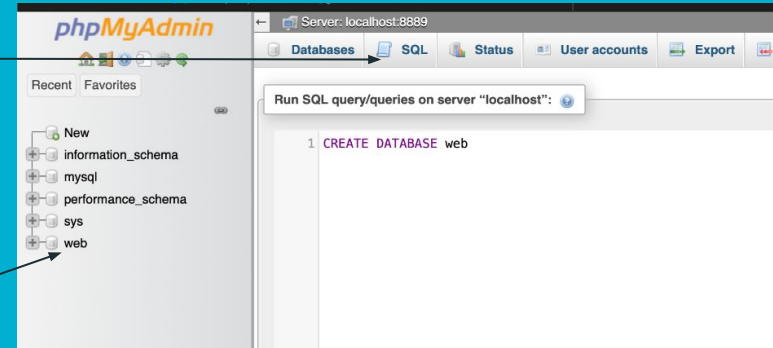 phpMyAdmin
Server: localhost:8889
Databases SQL Status User accounts Export
Recent Favorites
Run SQL query/queries on server “localhost”:
New
information_schema
mysql
performance_schema
sys
web
1 CREATE DATABASE web